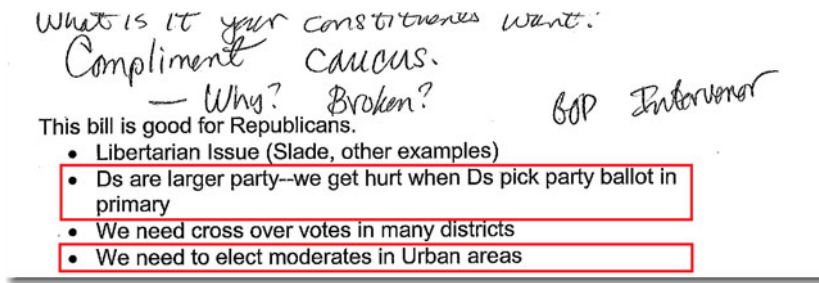 What is it your constituents want?
Compliment caucus.
— Why? Broken?
GOP Intervenor
This bill is good for Republicans.
• Libertarian Issue (Slade, other examples)
• Ds are larger party--we get hurt when Ds pick party ballot in
primary
• We need cross over votes in many districts
• We need to elect moderates in Urban areas